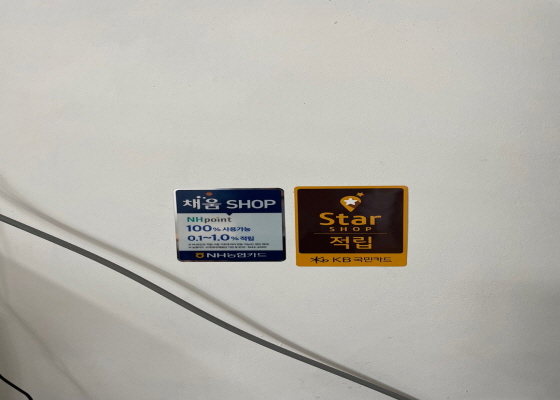 채움 SHOP
NHpoint
100% 사용가능
0.1~1.0% 적립
NH농협카드
Star
SHOP
적립
KB국민카드